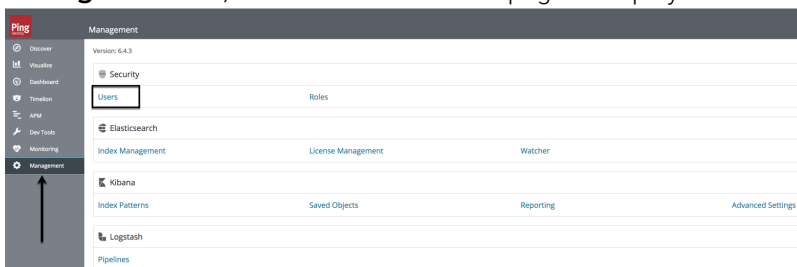 Ping
Management
Discover
Version: 6.4.3
Visualize
Security
Dashboard
Timelion
Users
Roles
APM
Dev Tools
Elasticsearch
Monitoring
Index Management
License Management
Watcher
Management
Kibana
Index Patterns
Saved Objects
Reporting
Advanced Settings
Logstash
Pipelines